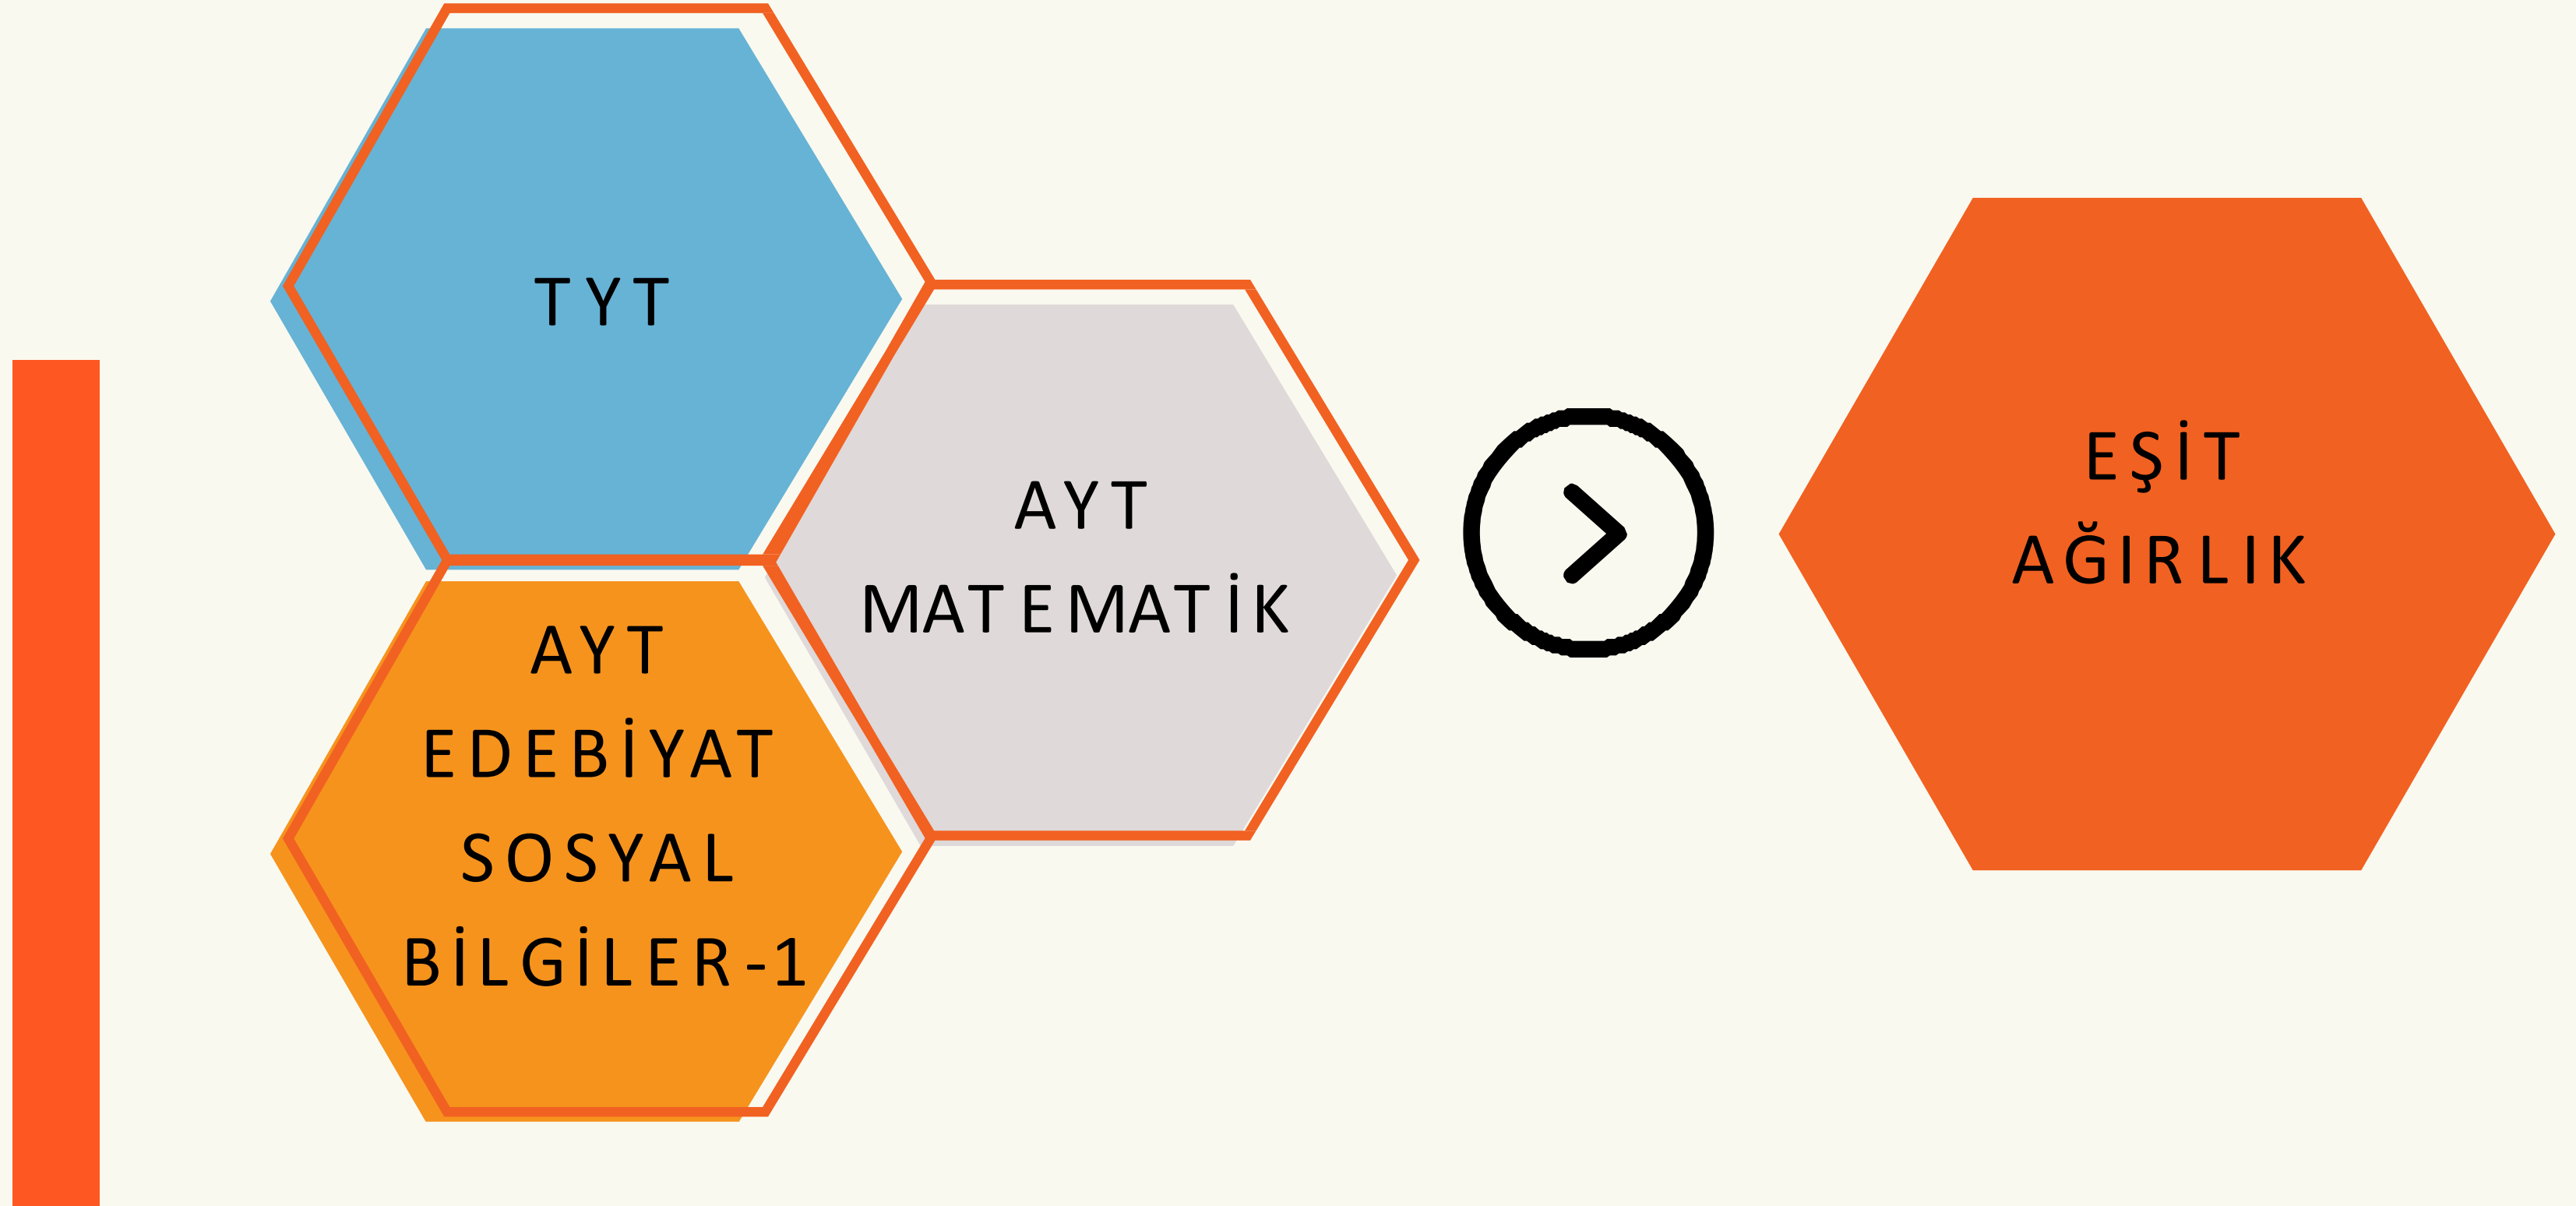 TYT
AYT
MATEMATİK
AYT
EDEBİYAT
SOSYAL
BİLGİLER-1
EŞİT
AĞIRLIK